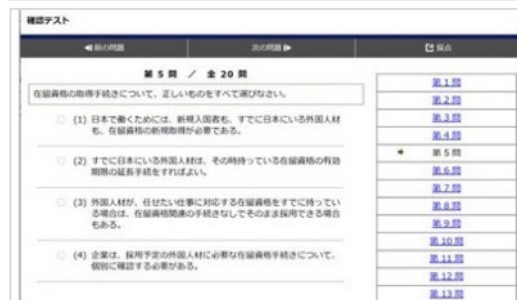 確認テスト
前の問題 次の問題 採点
第 5 問 / 全 20 問
在留資格の取得手続きについて、正しいものをすべて選びなさい。
(1) 日本で働くためには、新規入国者も、すでに日本にいる外国人材
も、在留資格の新規取得が必要である。
(2) すでに日本にいる外国人材は、その時持っている在留資格の有効
期限の延長手続をすればよい。
(3) 外国人材が、任せたい仕事に対応する在留資格をすでに持ってい
る場合は、在留資格関連の手続きなしでそのまま採用できる場合
もある。
(4) 企業は、採用予定の外国人材に必要な在留資格手続きについて、
個別に確認する必要がある。
第1問
第2問
第3問
第4問
第5問
第6問
第7問
第8問
第9問
第10問
第11問
第12問
第13問